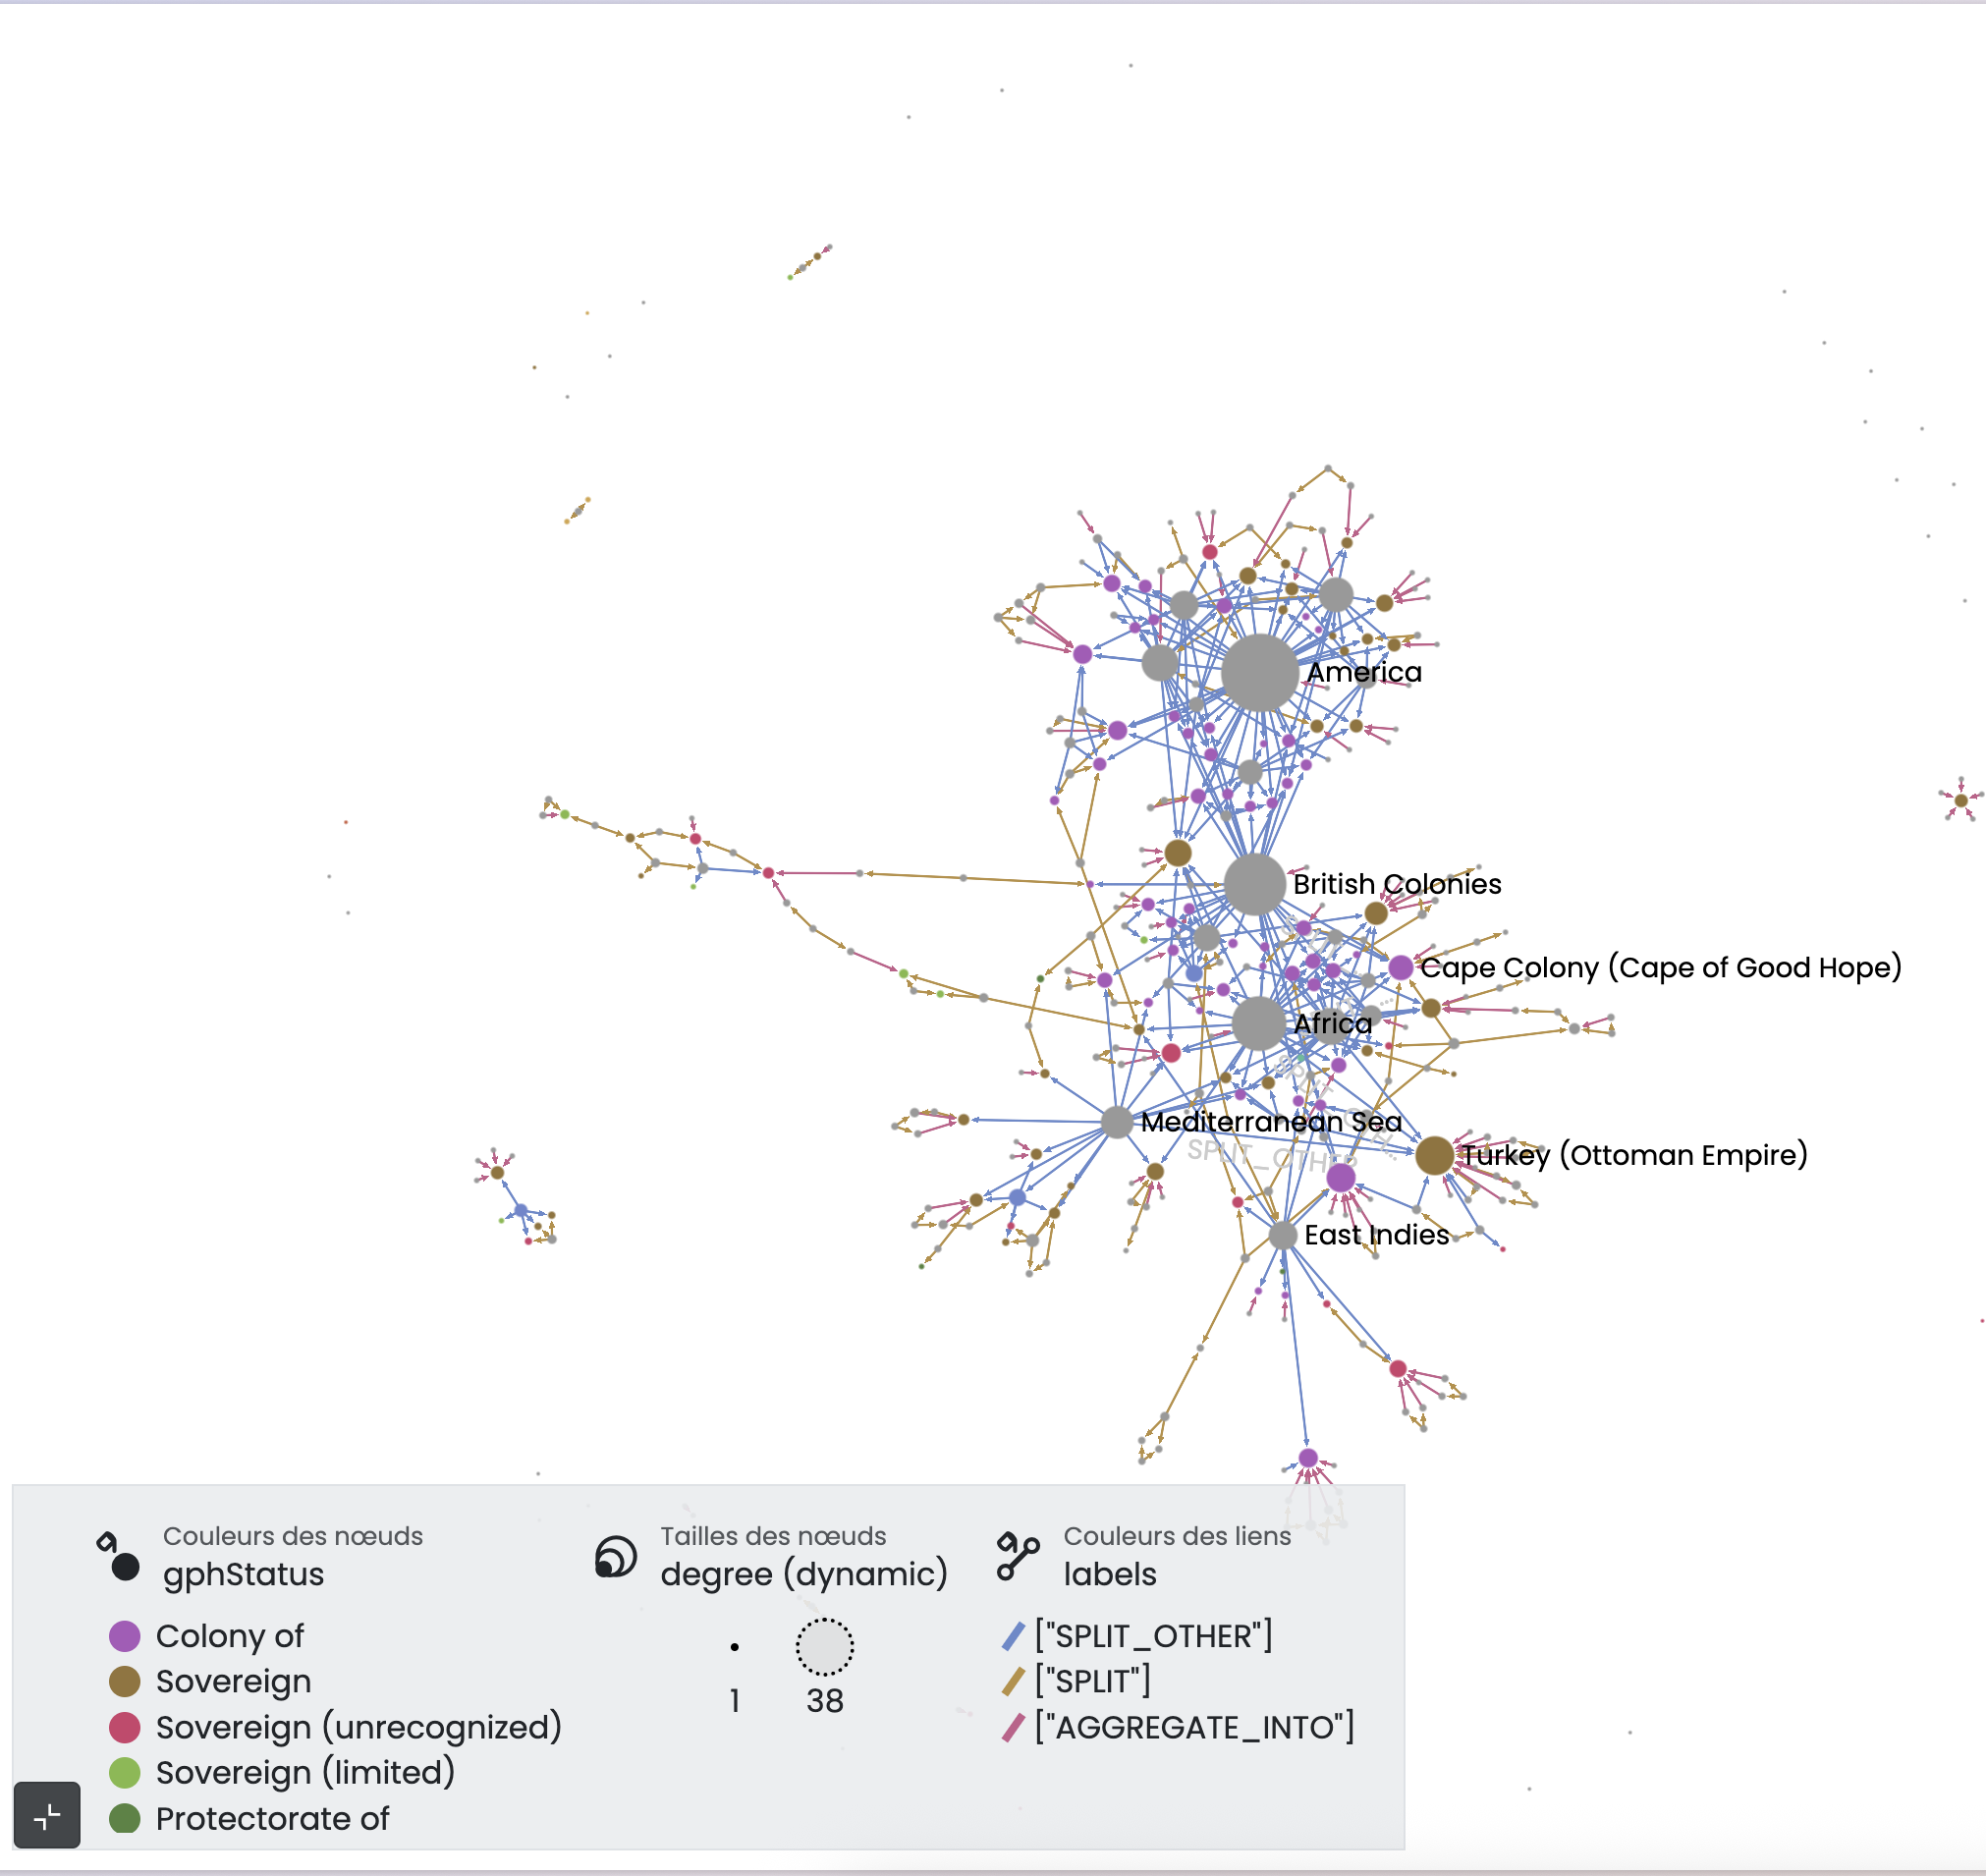 America
British Colonies
Cape Colony (Cape of Good Hope)
Africa
Mediterranean Sea
SPLIT_OTHER
Turkey (Ottoman Empire)
East Indies
Couleurs des nœuds
gphStatus
Colony of
Sovereign
Sovereign (unrecognized)
Sovereign (limited)
Protectorate of
Tailles des nœuds
degree (dynamic)
1 38
Couleurs des liens
labels
["SPLIT_OTHER"]
["SPLIT"]
["AGGREGATE_INTO"]